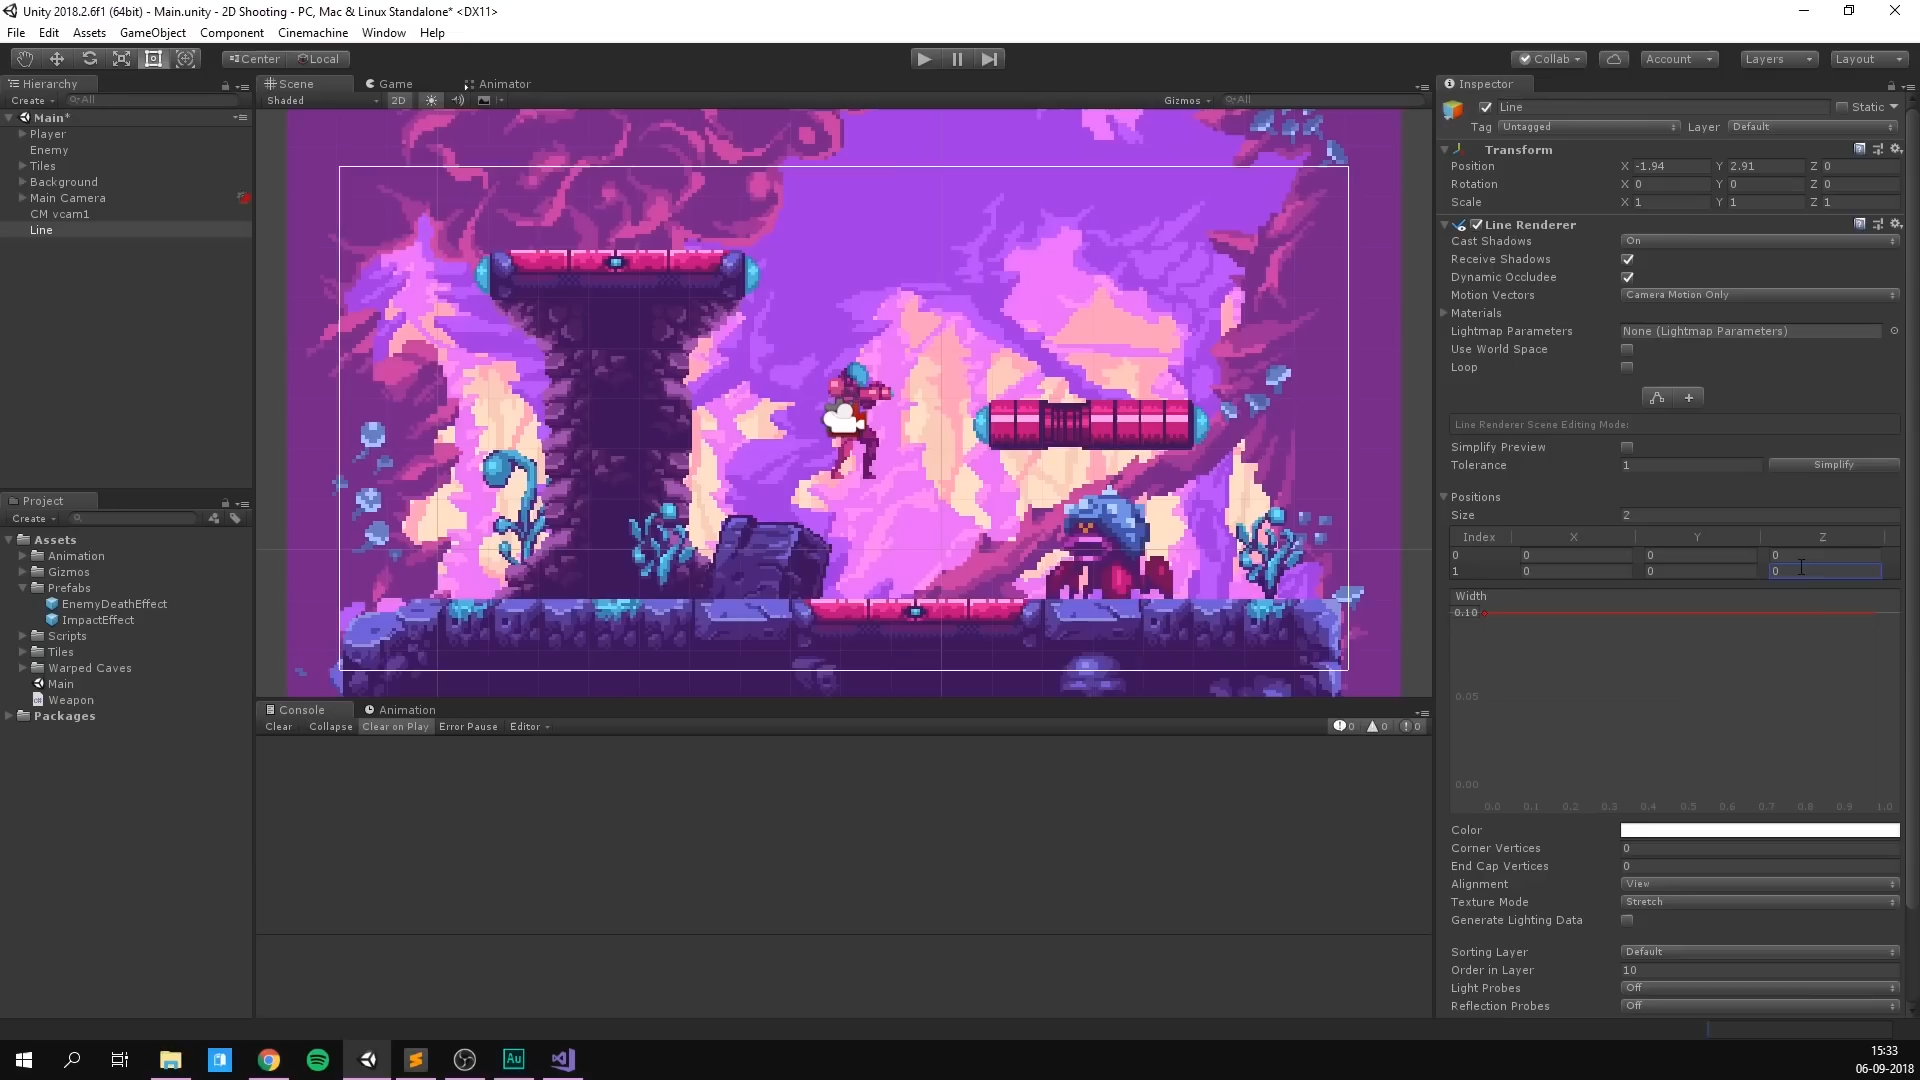 Unity 2018.2.6f1 (64bit) - Main.unity - 2D Shooting - PC, Mac & Linux Standalone* <DX11>
File Edit Assets GameObject Component Cinemachine Window Help
Center Local Collab Account Layers Layout
Hierarchy Scene Game Animator Inspector
Create All Shaded 2D Gizmos All
Line Static
Main*
Tag Untagged Layer Default
Player
Enemy
Tiles
Background
Main Camera
CM vcam1
Line
Transform
Position X -1.94 Y 2.91 Z 0
Rotation X 0 Y 0 Z 0
Scale X 1 Y 1 Z 1
Line Renderer
Cast Shadows On
Receive Shadows
Dynamic Occludee
Motion Vectors Camera Motion Only
Materials
Lightmap Parameters None (Lightmap Parameters)
Use World Space
Loop
Line Renderer Scene Editing Mode:
Simplify Preview
Tolerance 1 Simplify
Positions
Size 2
Index X Y Z
0 0 0 0
1 0 0 0
Width
0.10
0.05
0.00
0.0 0.1 0.2 0.3 0.4 0.5 0.6 0.7 0.8 0.9 1.0
Color
Corner Vertices 0
End Cap Vertices 0
Alignment View
Texture Mode Stretch
Generate Lighting Data
Sorting Layer Default
Order in Layer 10
Light Probes Off
Reflection Probes Off
Project
Create
Assets
Animation
Gizmos
Prefabs
EnemyDeathEffect
ImpactEffect
Scripts
Tiles
Warped Caves
Main
Weapon
Packages
Console Animation
Clear Collapse Clear on Play Error Pause Editor 0 0 0
Au
15:33
06-09-2018